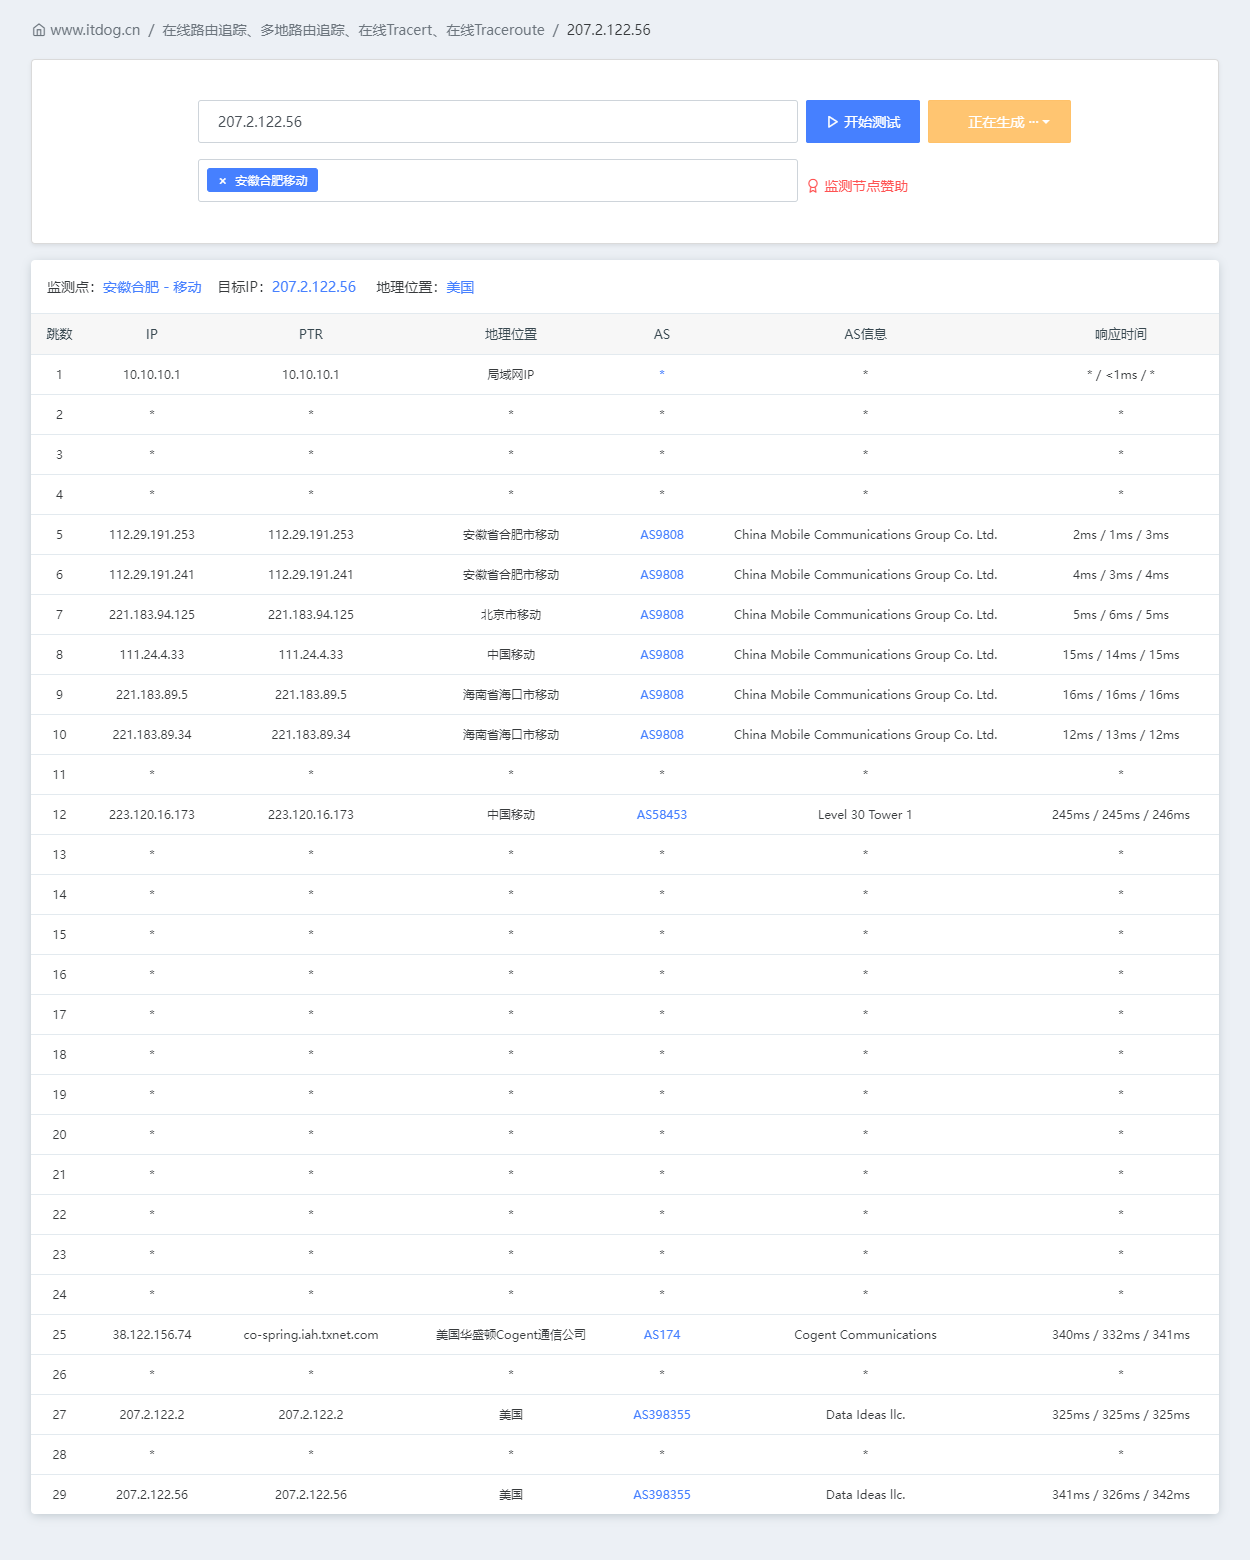 www.itdog.cn / 在线路由追踪、多地路由追踪、在线Tracert、在线Traceroute / 207.2.122.56
207.2.122.56 开始测试 正在生成 ···
× 安徽合肥移动 监测节点赞助
监测点：安徽合肥 - 移动 目标IP：207.2.122.56 地理位置：美国
跳数 IP PTR 地理位置 AS AS信息 响应时间
1 10.10.10.1 10.10.10.1 局域网IP * * * / <1ms / *
2 * * * * * *
3 * * * * * *
4 * * * * * *
5 112.29.191.253 112.29.191.253 安徽省合肥市移动 AS9808 China Mobile Communications Group Co. Ltd. 2ms / 1ms / 3ms
6 112.29.191.241 112.29.191.241 安徽省合肥市移动 AS9808 China Mobile Communications Group Co. Ltd. 4ms / 3ms / 4ms
7 221.183.94.125 221.183.94.125 北京市移动 AS9808 China Mobile Communications Group Co. Ltd. 5ms / 6ms / 5ms
8 111.24.4.33 111.24.4.33 中国移动 AS9808 China Mobile Communications Group Co. Ltd. 15ms / 14ms / 15ms
9 221.183.89.5 221.183.89.5 海南省海口市移动 AS9808 China Mobile Communications Group Co. Ltd. 16ms / 16ms / 16ms
10 221.183.89.34 221.183.89.34 海南省海口市移动 AS9808 China Mobile Communications Group Co. Ltd. 12ms / 13ms / 12ms
11 * * * * * *
12 223.120.16.173 223.120.16.173 中国移动 AS58453 Level 30 Tower 1 245ms / 245ms / 246ms
13 * * * * * *
14 * * * * * *
15 * * * * * *
16 * * * * * *
17 * * * * * *
18 * * * * * *
19 * * * * * *
20 * * * * * *
21 * * * * * *
22 * * * * * *
23 * * * * * *
24 * * * * * *
25 38.122.156.74 co-spring.iah.txnet.com 美国华盛顿Cogent通信公司 AS174 Cogent Communications 340ms / 332ms / 341ms
26 * * * * * *
27 207.2.122.2 207.2.122.2 美国 AS398355 Data Ideas llc. 325ms / 325ms / 325ms
28 * * * * * *
29 207.2.122.56 207.2.122.56 美国 AS398355 Data Ideas llc. 341ms / 326ms / 342ms